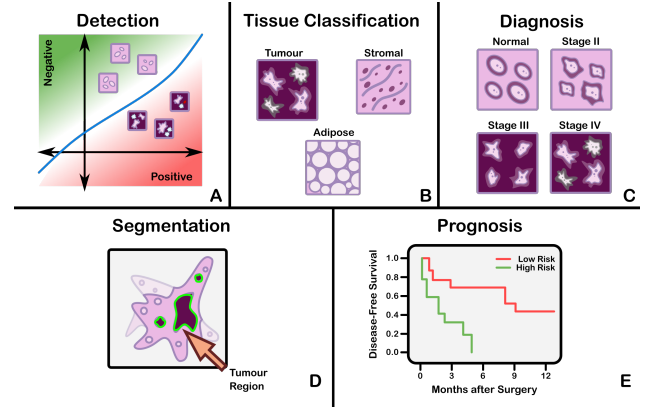 Detection
Negative
Positive
A
Tissue Classification
Tumour
Stromal
Adipose
B
Diagnosis
Normal
Stage II
Stage III
Stage IV
C
Segmentation
Tumour
Region
D
Prognosis
Disease-Free Survival
1.0
0.8
0.6
0.4
0.2
0.0
Low Risk
High Risk
0
3
6
9
12
Months after Surgery
E